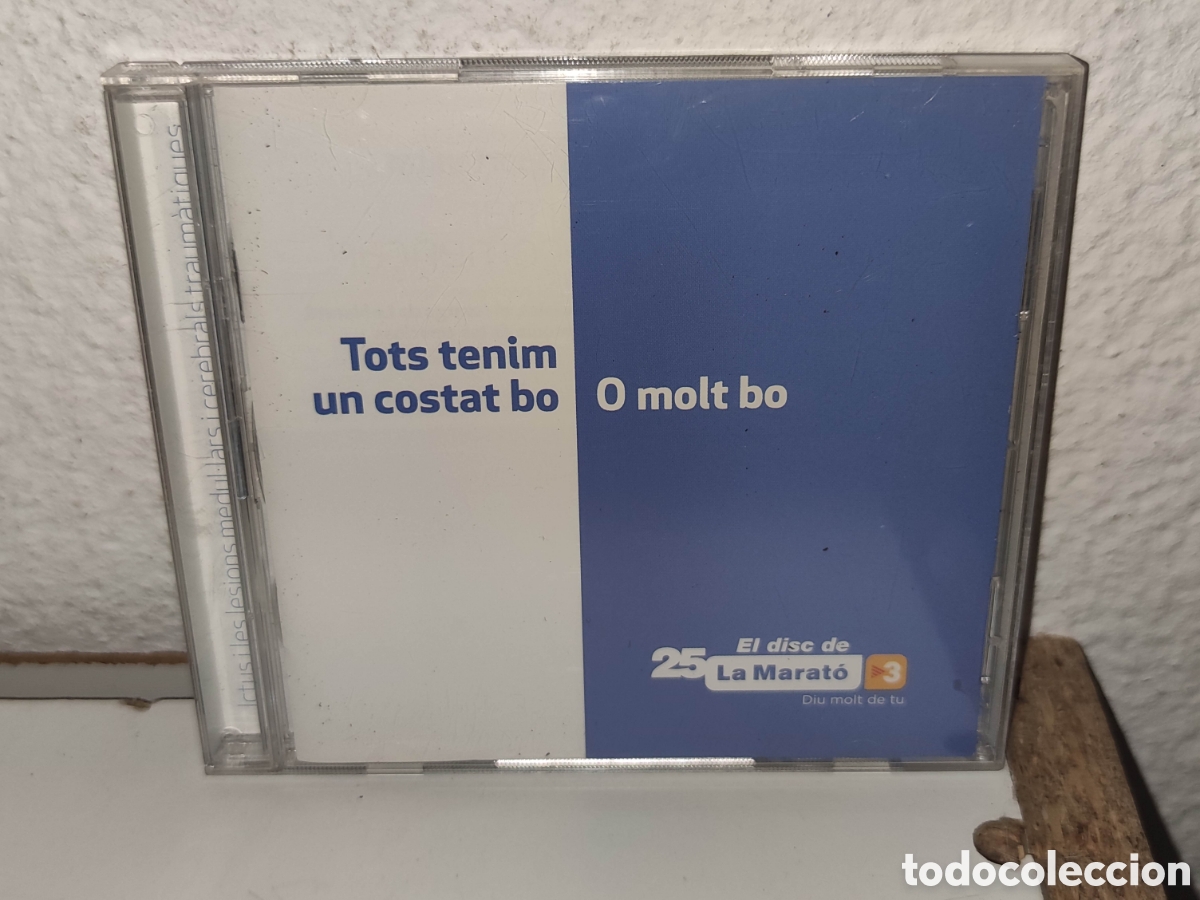 Ictus i les lesions medul·lars i cerebrals traumàtiques
Tots tenim
un costat bo
O molt bo
El disc de
25 La Marató 3
Diu molt de tu
todocoleccion